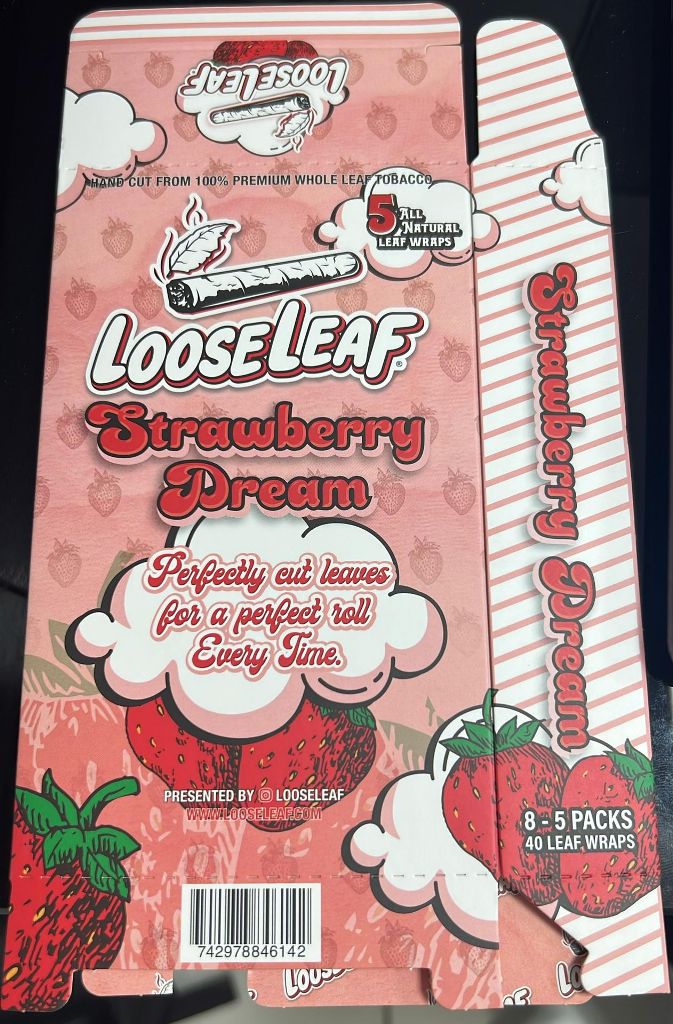 LOOSELEAF
HAND CUT FROM 100% PREMIUM WHOLE LEAF TOBACCO
5 ALL
NATURAL
LEAF WRAPS
LOOSELEAF®
Strawberry
Dream
Perfectly cut leaves
for a perfect roll
Every Time.
PRESENTED BY LOOSELEAF
WWW.LOOSELEAF.COM
742978846142
Strawberry Dream
8 - 5 PACKS
40 LEAF WRAPS